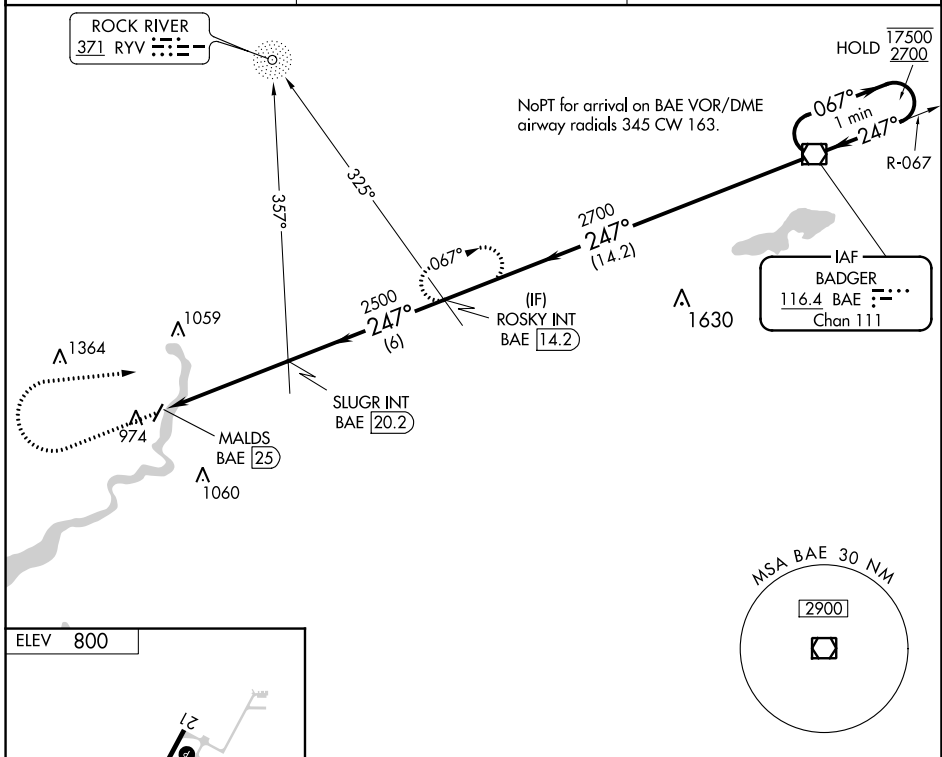 ROCK RIVER
371 RYV
HOLD 17500
2700
NoPT for arrival on BAE VOR/DME
airway radials 345 CW 163.
067°
1 min
247°
R-067
357°
325°
2700
247°
(14.2)
067°
IAF
BADGER
116.4 BAE
Chan 111
2500
247°
(6)
(IF)
ROSKY INT
BAE 14.2
1630
1059
1364
SLUGR INT
BAE 20.2
974
MALDS
BAE 25
1060
MSA BAE 30 NM
2900
ELEV 800
21
P